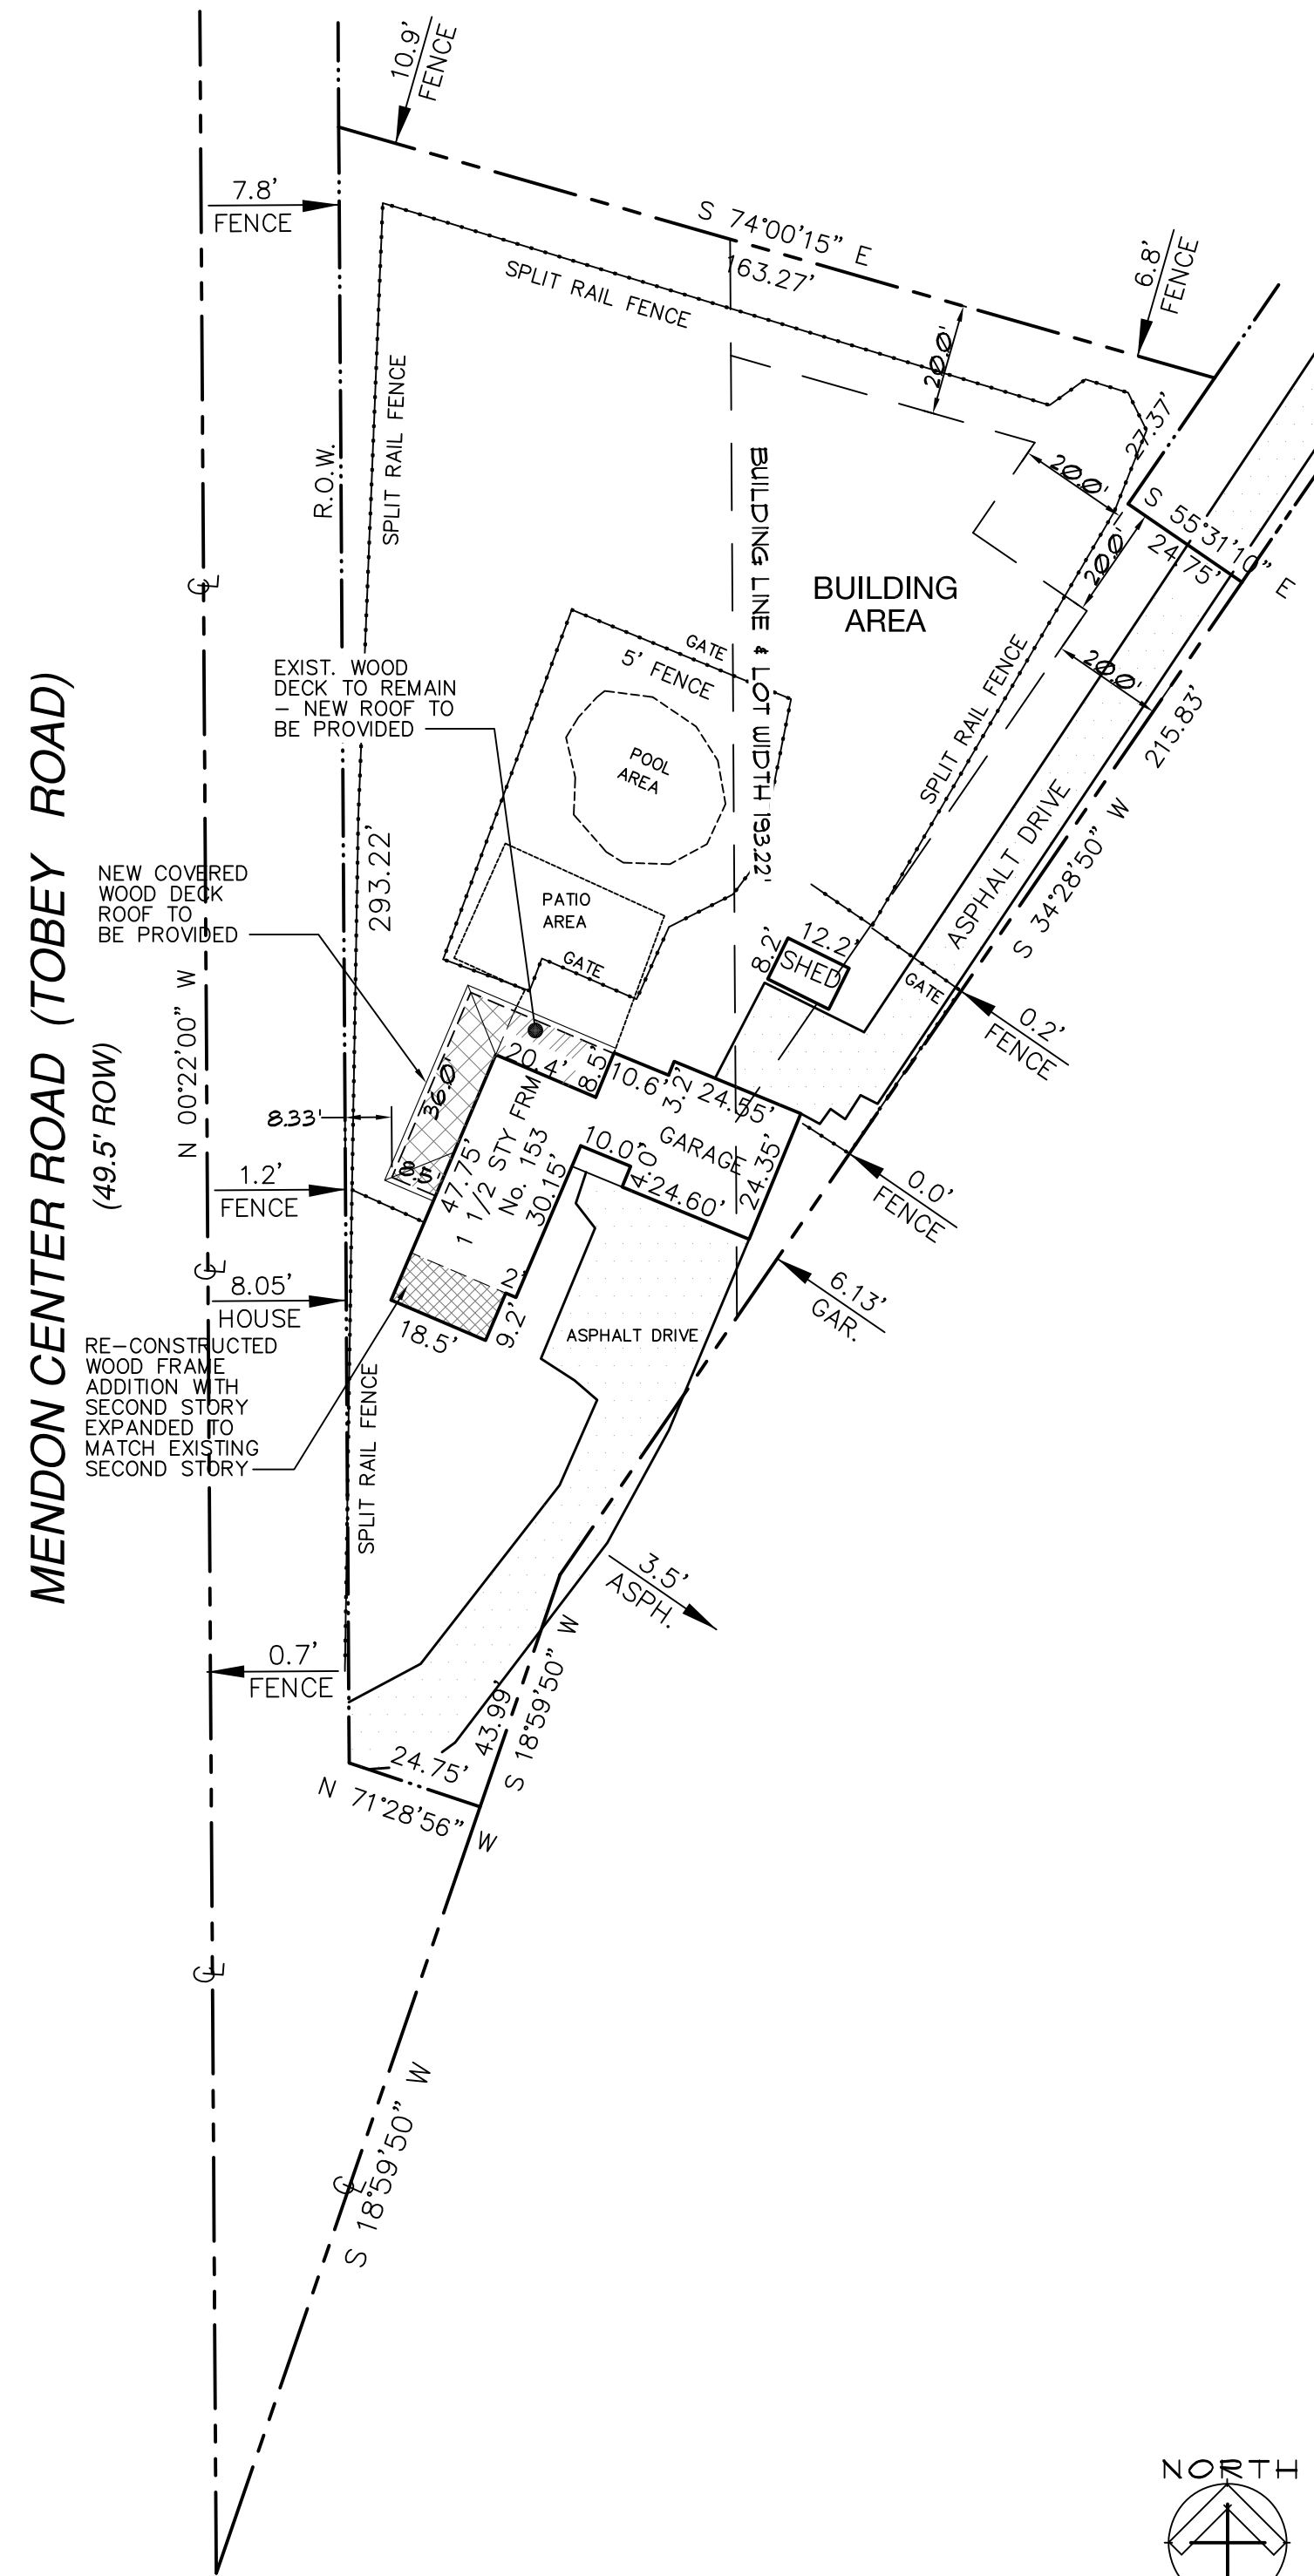 10.9'
FENCE
7.8'
FENCE
S 74°00'15" E
163.27'
6.8'
FENCE
SPLIT RAIL FENCE
20.0'
27.37'
SPLIT RAIL FENCE
R.O.W.
20.0'
S 55°31'10" E
24.75'
20.0'
BUILDING LINE & LOT WIDTH 193.22'
BUILDING
AREA
20.0'
215.83'
S 34°28'50" W
SPLIT RAIL FENCE
ASPHALT DRIVE
GATE
5' FENCE
EXIST. WOOD
DECK TO REMAIN
– NEW ROOF TO
BE PROVIDED
POOL
AREA
MENDON CENTER ROAD (TOBEY ROAD)
(49.5' ROW)
N 00°22'00" W
293.22'
NEW COVERED
WOOD DECK
ROOF TO
BE PROVIDED
PATIO
AREA
GATE
8.2'
12.2'
SHED
GATE
0.2'
FENCE
20.4'
8.5'
10.6'
3.2'
24.55'
36.0'
8.33'
8.5'
47.75'
1 1/2 STY FRM
No. 153
30.15'
10.0'
4.0'
GARAGE
24.60'
24.35'
0.0'
FENCE
1.2'
FENCE
8.05'
HOUSE
6.13'
GAR.
2'
9.2'
18.5'
ASPHALT DRIVE
RE–CONSTRUCTED
WOOD FRAME
ADDITION WITH
SECOND STORY
EXPANDED TO
MATCH EXISTING
SECOND STORY
SPLIT RAIL FENCE
3.5'
ASPH.
0.7'
FENCE
43.99'
S 18°59'50" W
24.75'
N 71°28'56" W
S 18°59'50" W
NORTH